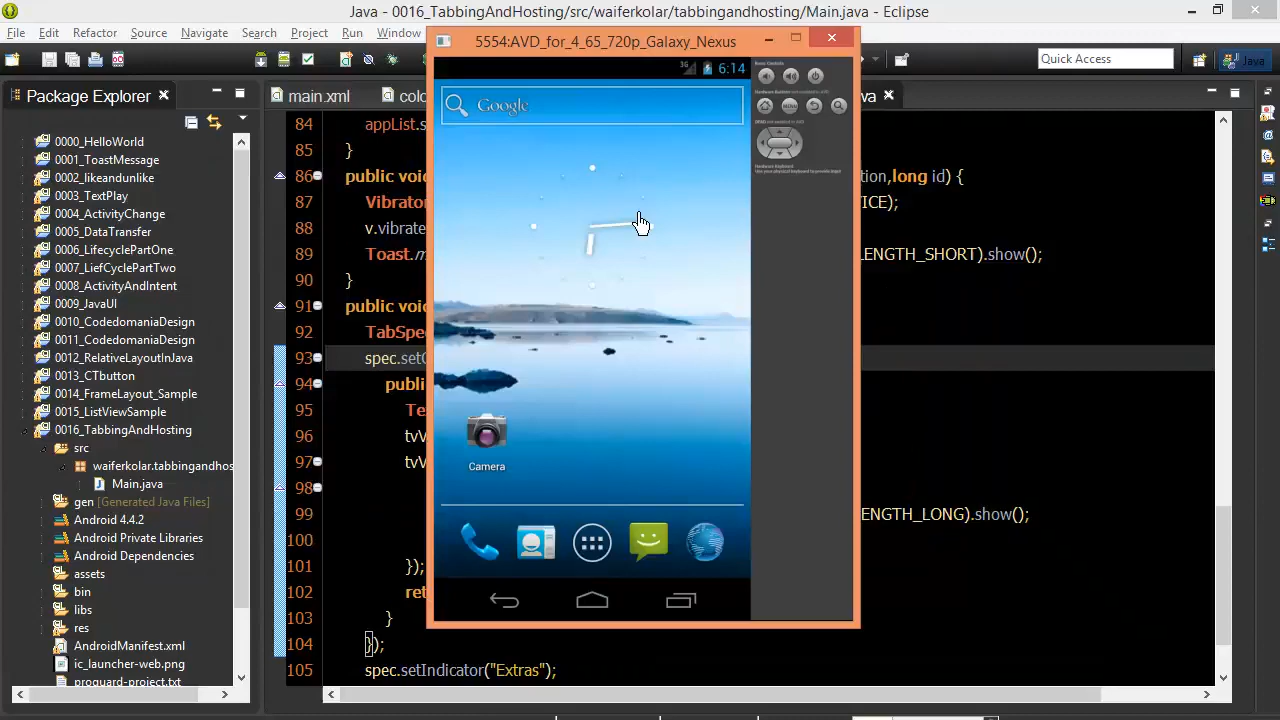 Java - 0016_TabbingAndHosting/src/waiferkolar/tabbingandhosting/Main.java - Eclipse
File Edit Refactor Source Navigate Search Project Run Window
5554:AVD_for_4_65_720p_Galaxy_Nexus
Quick Access
Java
Package Explorer
main.xml
0000_HelloWorld
0001_ToastMessage
0002_likeandunlike
0003_TextPlay
0004_ActivityChange
0005_DataTransfer
0006_LifecyclePartOne
0007_LiefCyclePartTwo
0008_ActivityAndIntent
0009_JavaUI
0010_CodedomaniaDesign
0011_CodedomaniaDesign
0012_RelativeLayoutInJava
0013_CTbutton
0014_FrameLayout_Sample
0015_ListViewSample
0016_TabbingAndHosting
src
waiferkolar.tabbingandhos
Main.java
gen [Generated Java Files]
Android 4.4.2
Android Private Libraries
Android Dependencies
assets
bin
libs
res
AndroidManifest.xml
ic_launcher-web.png
proguard-project.txt
84 appList.s
85 }
86 public voi tion,long id) {
87 Vibrator VICE);
88 v.vibrate
89 Toast.m LENGTH_SHORT).show();
90 }
91 public voi
92 TabSpe
93 spec.set
94 publi
95 Te
96 tvV
97 tvV
98
99 ENGTH_LONG).show();
100
101 });
102 ret
103 }
104 });
105 spec.setIndicator("Extras");
3G 6:14
Google
MENU
Camera